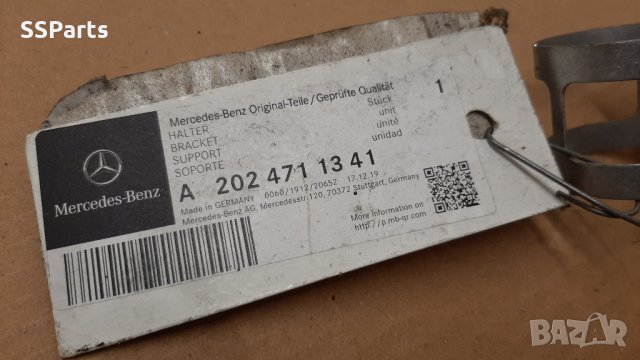 SSParts
Mercedes-Benz Original-Teile/Geprüfte Qualität
HALTER Stück 1
BRACKET unit
SUPPORT unité
SOPORTE unidad
A 202 471 13 41
Made in GERMANY 0060/1912/20652 17.12.19
Mercedes-Benz AG, Mercedesstr.120, 70372 Stuttgart, Germany
Mercedes-Benz
More information on
http://p.mb-qr.com
BAZAR